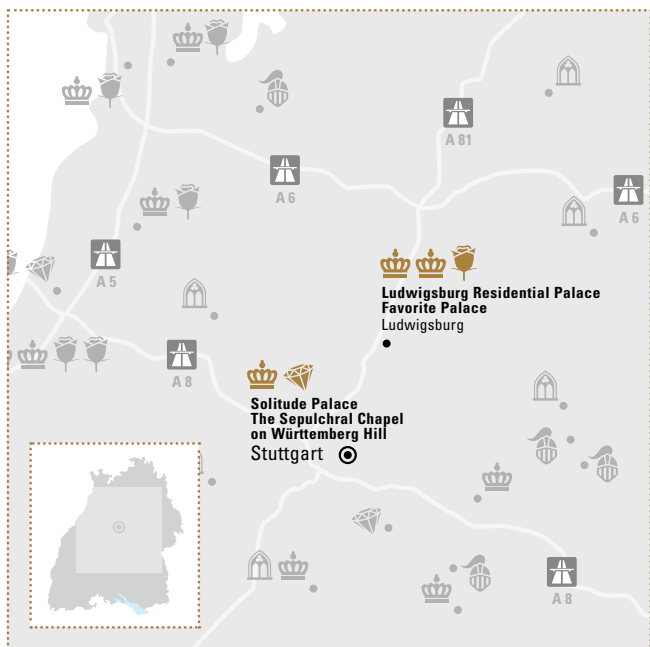 A 81
A 6
A 6
A 5
Ludwigsburg Residential Palace
Favorite Palace
Ludwigsburg
A 8
Solitude Palace
The Sepulchral Chapel
on Württemberg Hill
Stuttgart
A 8